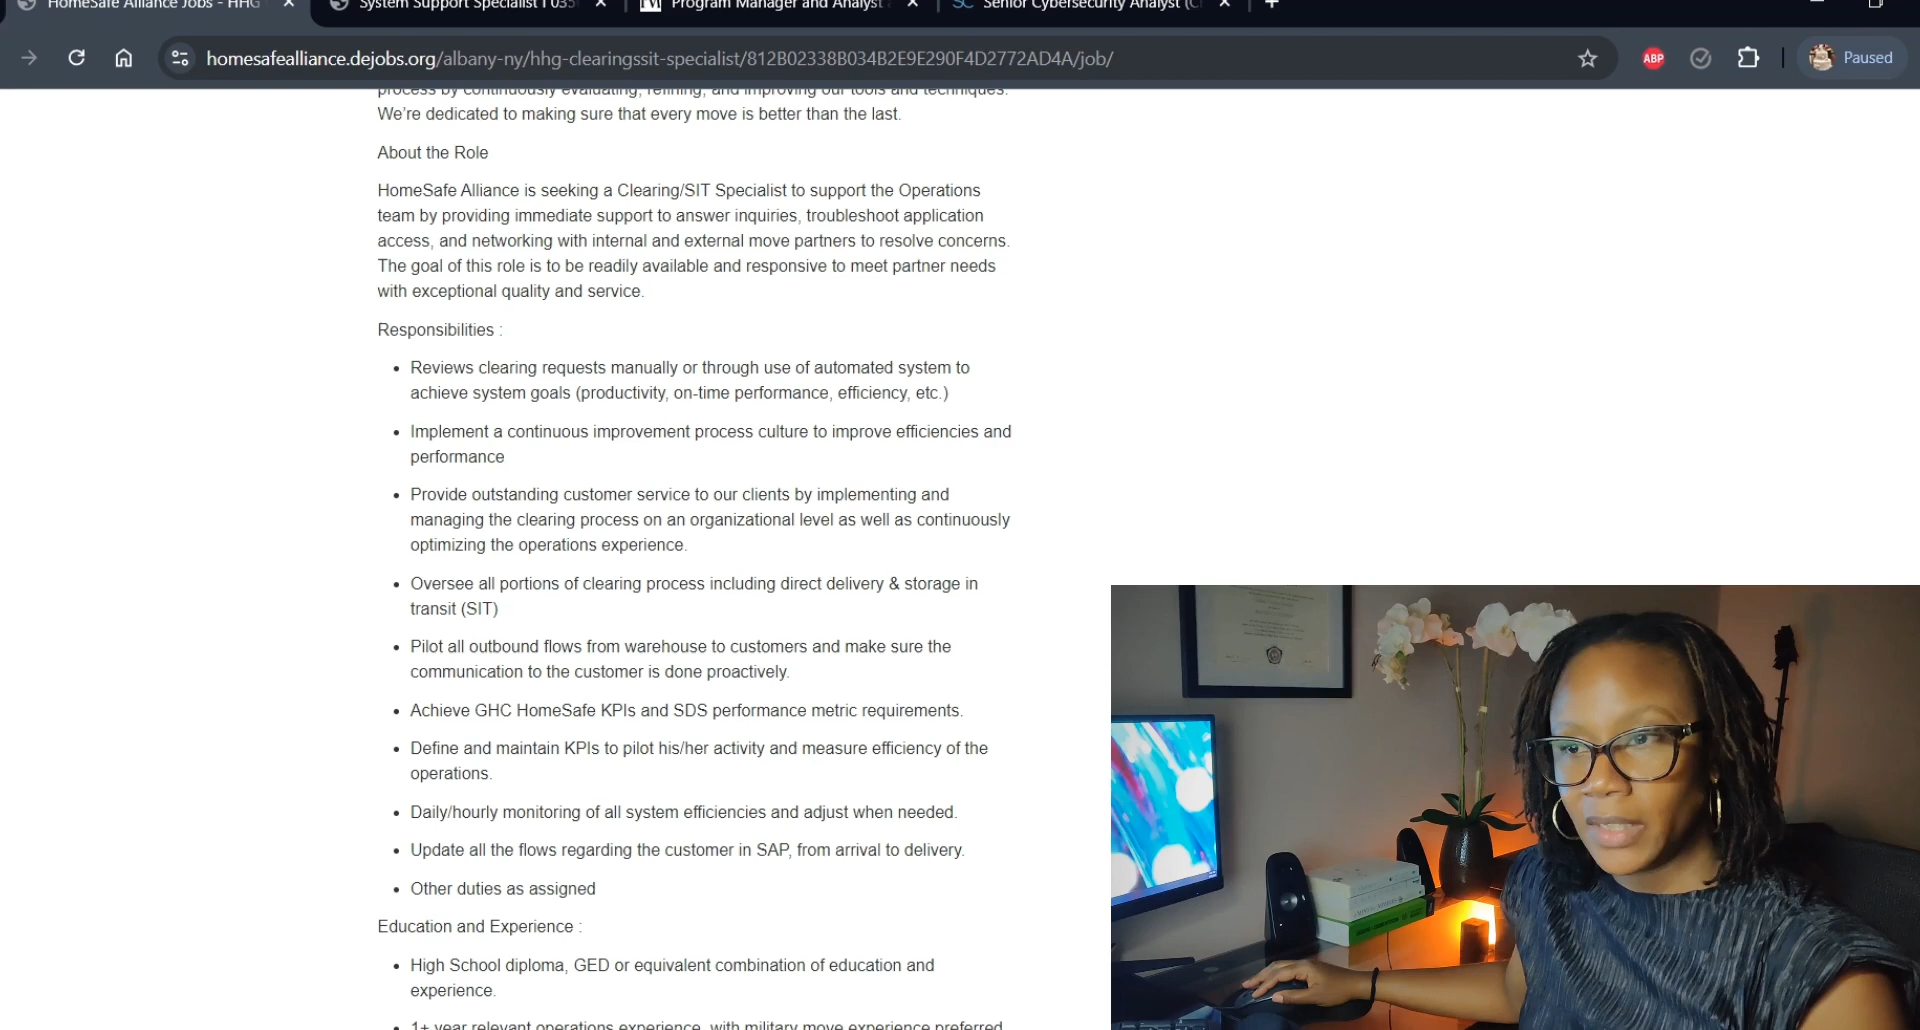 HomeSafe Alliance Jobs - HHG
System Support Specialist I 035
Program Manager and Analyst
Senior Cybersecurity Analyst (C
homesafealliance.dejobs.org/albany-ny/hhg-clearingssit-specialist/812B02338B034B2E9E290F4D2772AD4A/job/
ABP
Paused
process by continuously evaluating, refining, and improving our tools and techniques.
We're dedicated to making sure that every move is better than the last.
About the Role
HomeSafe Alliance is seeking a Clearing/SIT Specialist to support the Operations
team by providing immediate support to answer inquiries, troubleshoot application
access, and networking with internal and external move partners to resolve concerns.
The goal of this role is to be readily available and responsive to meet partner needs
with exceptional quality and service.
Responsibilities :
• Reviews clearing requests manually or through use of automated system to
achieve system goals (productivity, on-time performance, efficiency, etc.)
• Implement a continuous improvement process culture to improve efficiencies and
performance
• Provide outstanding customer service to our clients by implementing and
managing the clearing process on an organizational level as well as continuously
optimizing the operations experience.
• Oversee all portions of clearing process including direct delivery & storage in
transit (SIT)
• Pilot all outbound flows from warehouse to customers and make sure the
communication to the customer is done proactively.
• Achieve GHC HomeSafe KPIs and SDS performance metric requirements.
• Define and maintain KPIs to pilot his/her activity and measure efficiency of the
operations.
• Daily/hourly monitoring of all system efficiencies and adjust when needed.
• Update all the flows regarding the customer in SAP, from arrival to delivery.
• Other duties as assigned
Education and Experience :
• High School diploma, GED or equivalent combination of education and
experience.
• 1+ year relevant operations experience, with military move experience preferred